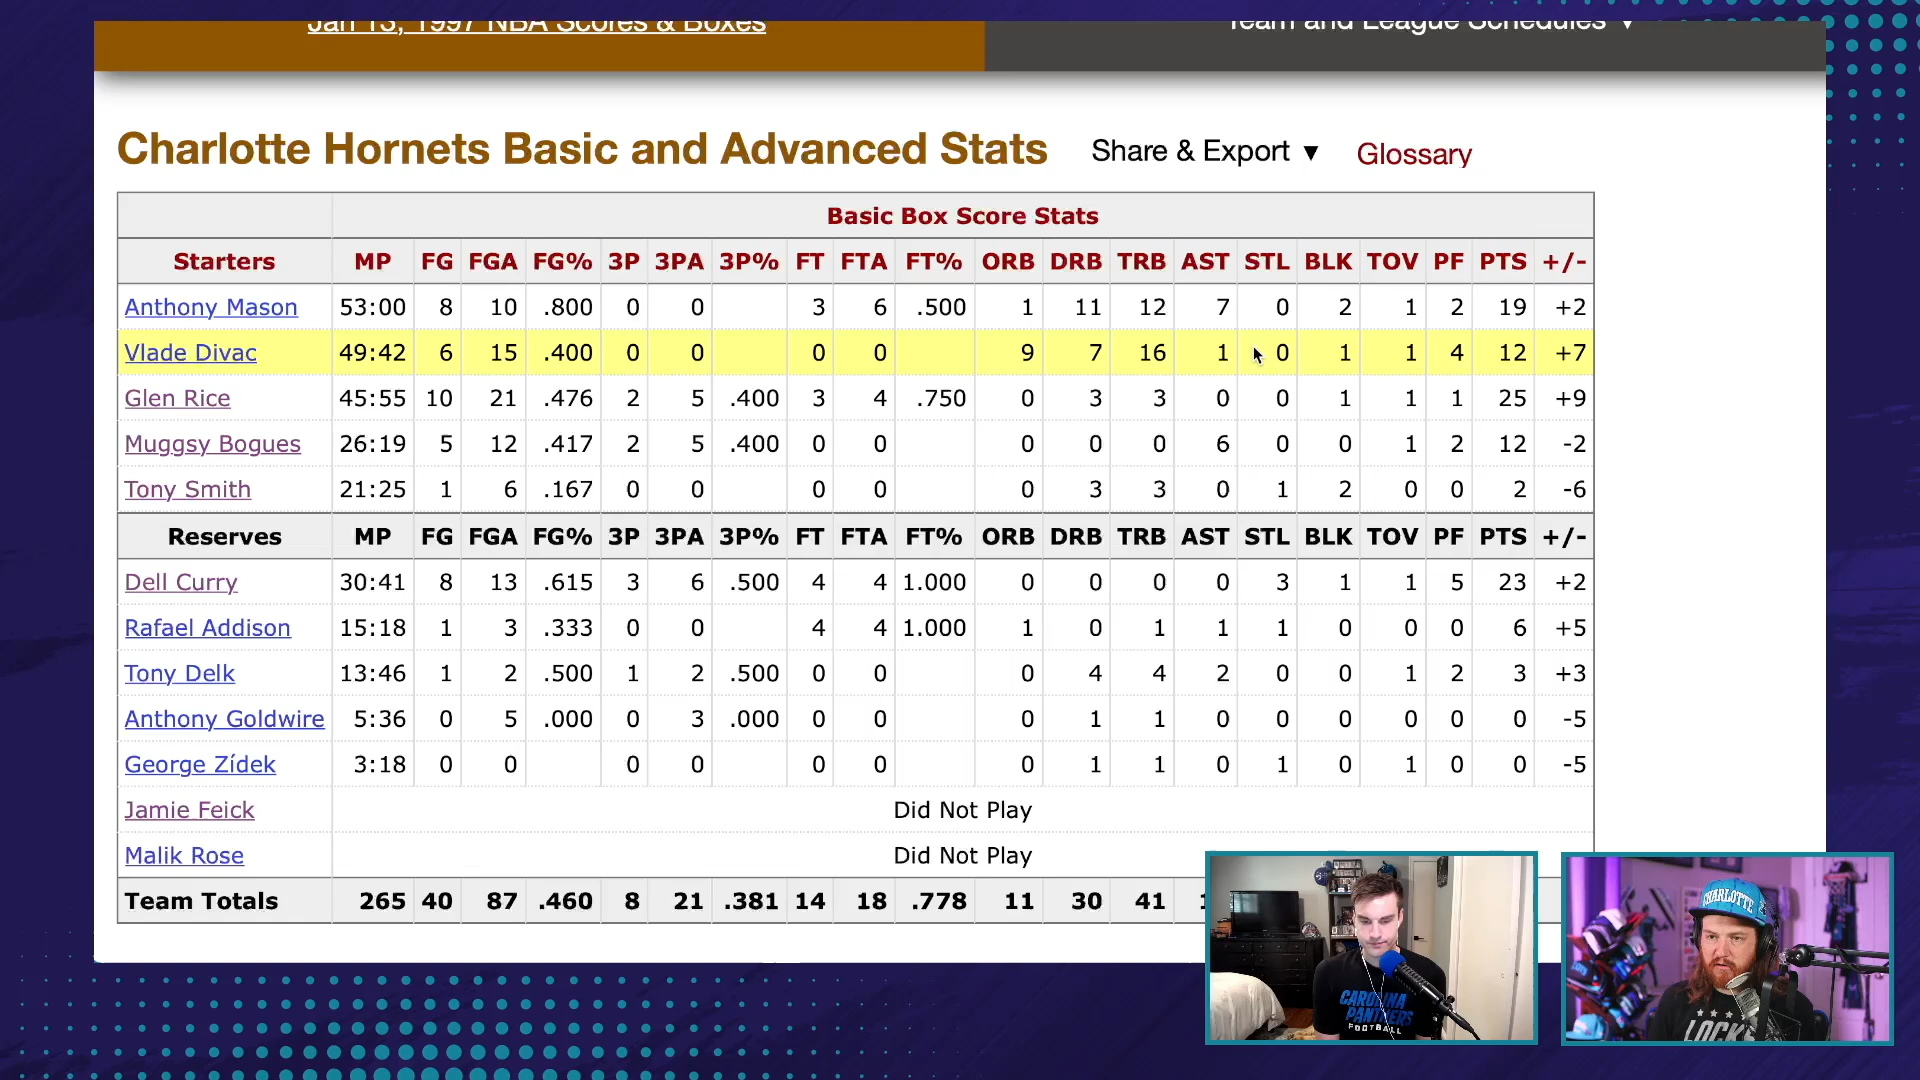 Jan 13, 1997 NBA Scores & Boxes
Team and League Schedules ▼
Charlotte Hornets Basic and Advanced Stats
Share & Export ▼
Glossary
Basic Box Score Stats
Starters MP FG FGA FG% 3P 3PA 3P% FT FTA FT% ORB DRB TRB AST STL BLK TOV PF PTS +/-
Anthony Mason 53:00 8 10 .800 0 0 3 6 .500 1 11 12 7 0 2 1 2 19 +2
Vlade Divac 49:42 6 15 .400 0 0 0 0 9 7 16 1 0 1 1 4 12 +7
Glen Rice 45:55 10 21 .476 2 5 .400 3 4 .750 0 3 3 0 0 1 1 1 25 +9
Muggsy Bogues 26:19 5 12 .417 2 5 .400 0 0 0 0 0 6 0 0 1 2 12 -2
Tony Smith 21:25 1 6 .167 0 0 0 0 0 3 3 0 1 2 0 0 2 -6
Reserves MP FG FGA FG% 3P 3PA 3P% FT FTA FT% ORB DRB TRB AST STL BLK TOV PF PTS +/-
Dell Curry 30:41 8 13 .615 3 6 .500 4 4 1.000 0 0 0 0 3 1 1 5 23 +2
Rafael Addison 15:18 1 3 .333 0 0 4 4 1.000 1 0 1 1 1 0 0 0 6 +5
Tony Delk 13:46 1 2 .500 1 2 .500 0 0 0 4 4 2 0 0 1 2 3 +3
Anthony Goldwire 5:36 0 5 .000 0 3 .000 0 0 0 1 1 0 0 0 0 0 0 -5
George Zídek 3:18 0 0 0 0 0 0 0 1 1 0 1 0 1 0 0 -5
Jamie Feick Did Not Play
Malik Rose Did Not Play
Team Totals 265 40 87 .460 8 21 .381 14 18 .778 11 30 41
CAROLINA
PANTHERS
FOOTBALL
CHARLOTTE